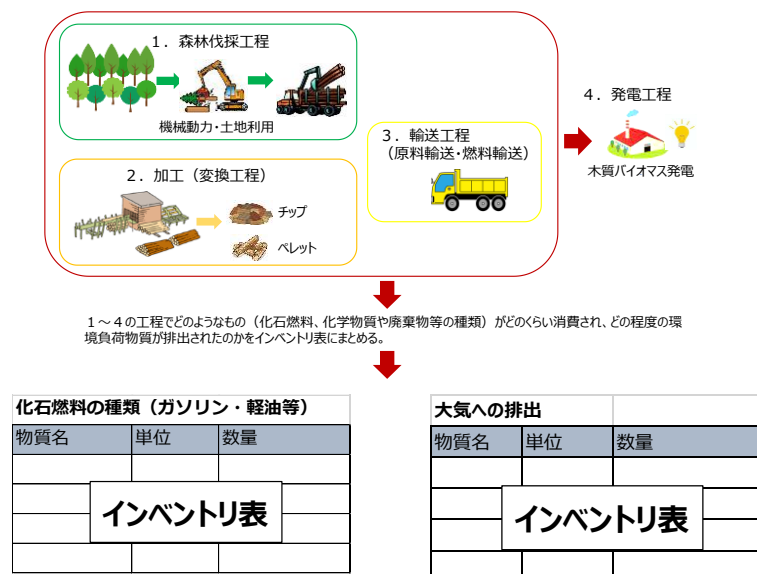 1．森林伐採工程
機械動力・土地利用
2．加工（変換工程）
チップ
ペレット
3．輸送工程
（原料輸送・燃料輸送）
4．発電工程
木質バイオマス発電
1～4の工程でどのようなもの（化石燃料、化学物質や廃棄物等の種類）がどのくらい消費され、どの程度の環
境負荷物質が排出されたのかをインベントリ表にまとめる。
化石燃料の種類（ガソリン・軽油等）
物質名 単位 数量
インベントリ表
大気への排出
物質名 単位 数量
インベントリ表